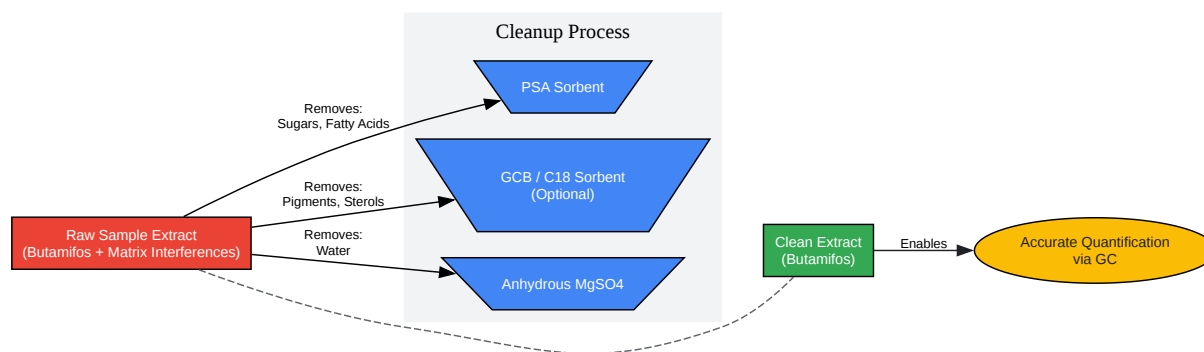 Cleanup Process
PSA Sorbent
Removes:
Sugars, Fatty Acids
GCB / C18 Sorbent
(Optional)
Removes:
Pigments, Sterols
Raw Sample Extract
(Butamifos + Matrix Interferences)
Removes:
Water
Anhydrous MgSO4
Clean Extract
(Butamifos)
Enables
Accurate Quantification
via GC